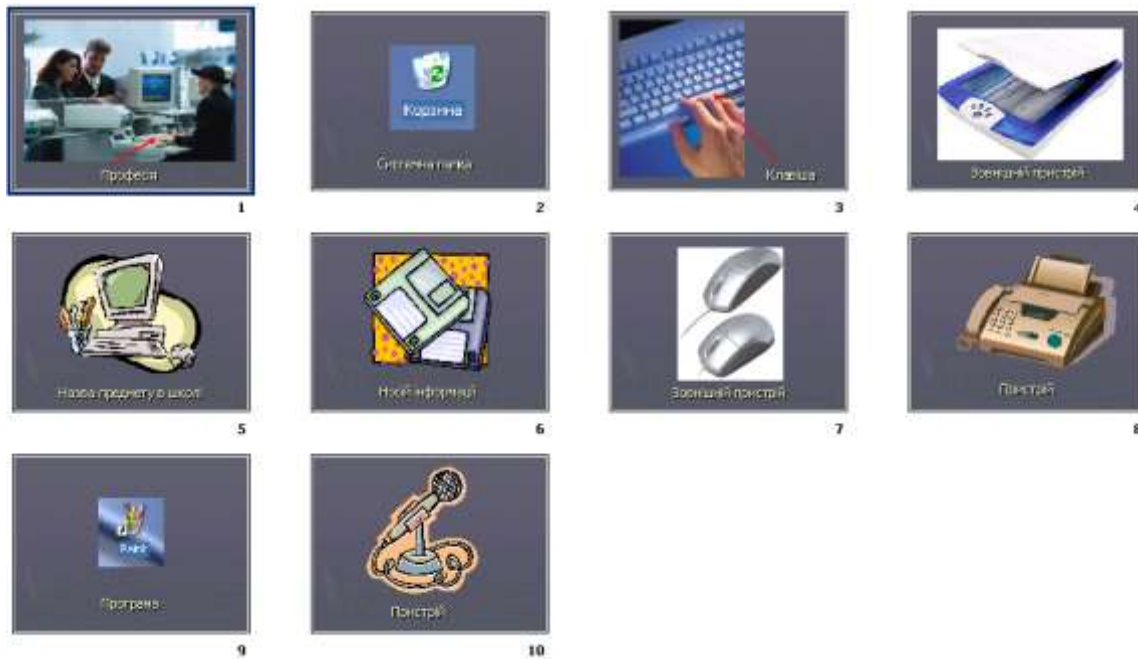 Професія
1
Корзина
Системна папка
2
Клавіша
3
Зовнішній пристрій
4
Назва предмету в школі
5
Носій інформації
6
Зовнішній пристрій
7
Пристрій
8
Paint
Програма
9
Пристрій
10